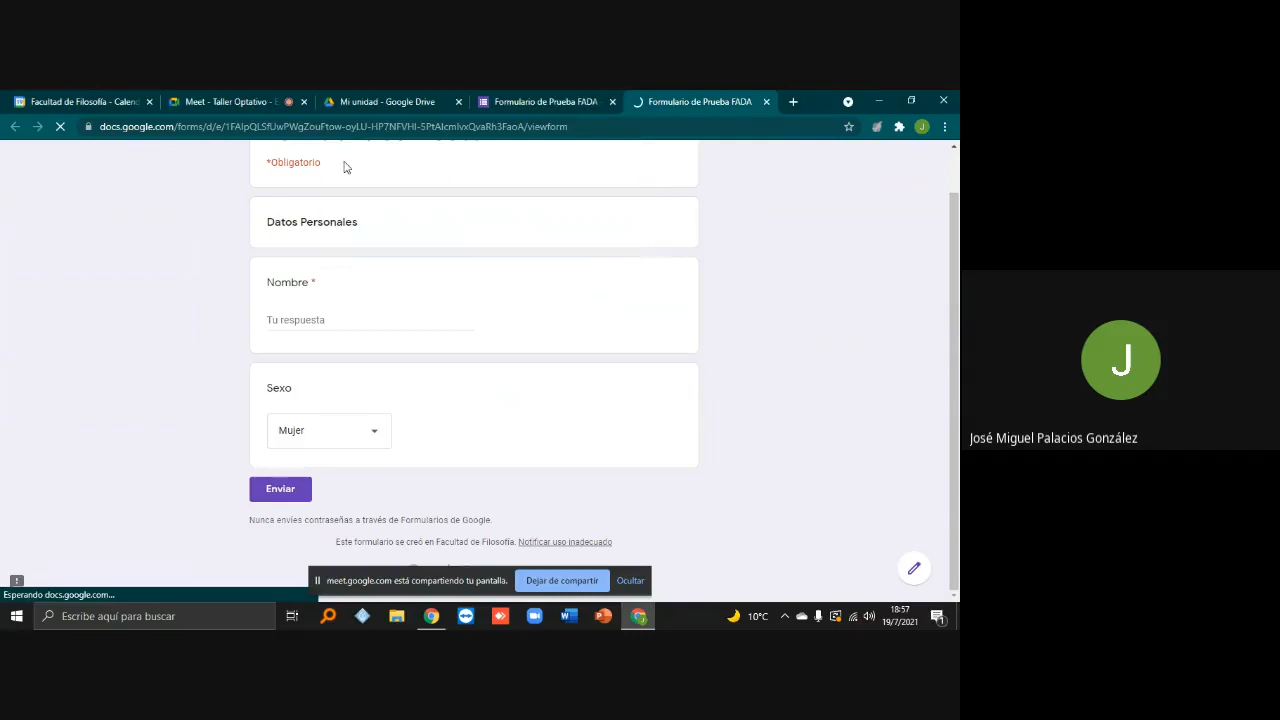 Facultad de Filosofía - Calend
Meet - Taller Optativo - E
Mi unidad - Google Drive
Formulario de Prueba FADA
Formulario de Prueba FADA
docs.google.com/forms/d/e/1FAIpQLSfUwPWgZouFtow-oyLU-HP7NFVHI-5PtAlcmlvxQvaRh3FaoA/viewform
J
*Obligatorio
Datos Personales
Nombre *
Tu respuesta
Sexo
Mujer
Enviar
Nunca envíes contraseñas a través de Formularios de Google.
Este formulario se creó en Facultad de Filosofía. Notificar uso inadecuado
meet.google.com está compartiendo tu pantalla.
Dejar de compartir
Ocultar
Esperando docs.google.com...
Escribe aquí para buscar
10°C
18:57
19/7/2021
1
J
José Miguel Palacios González